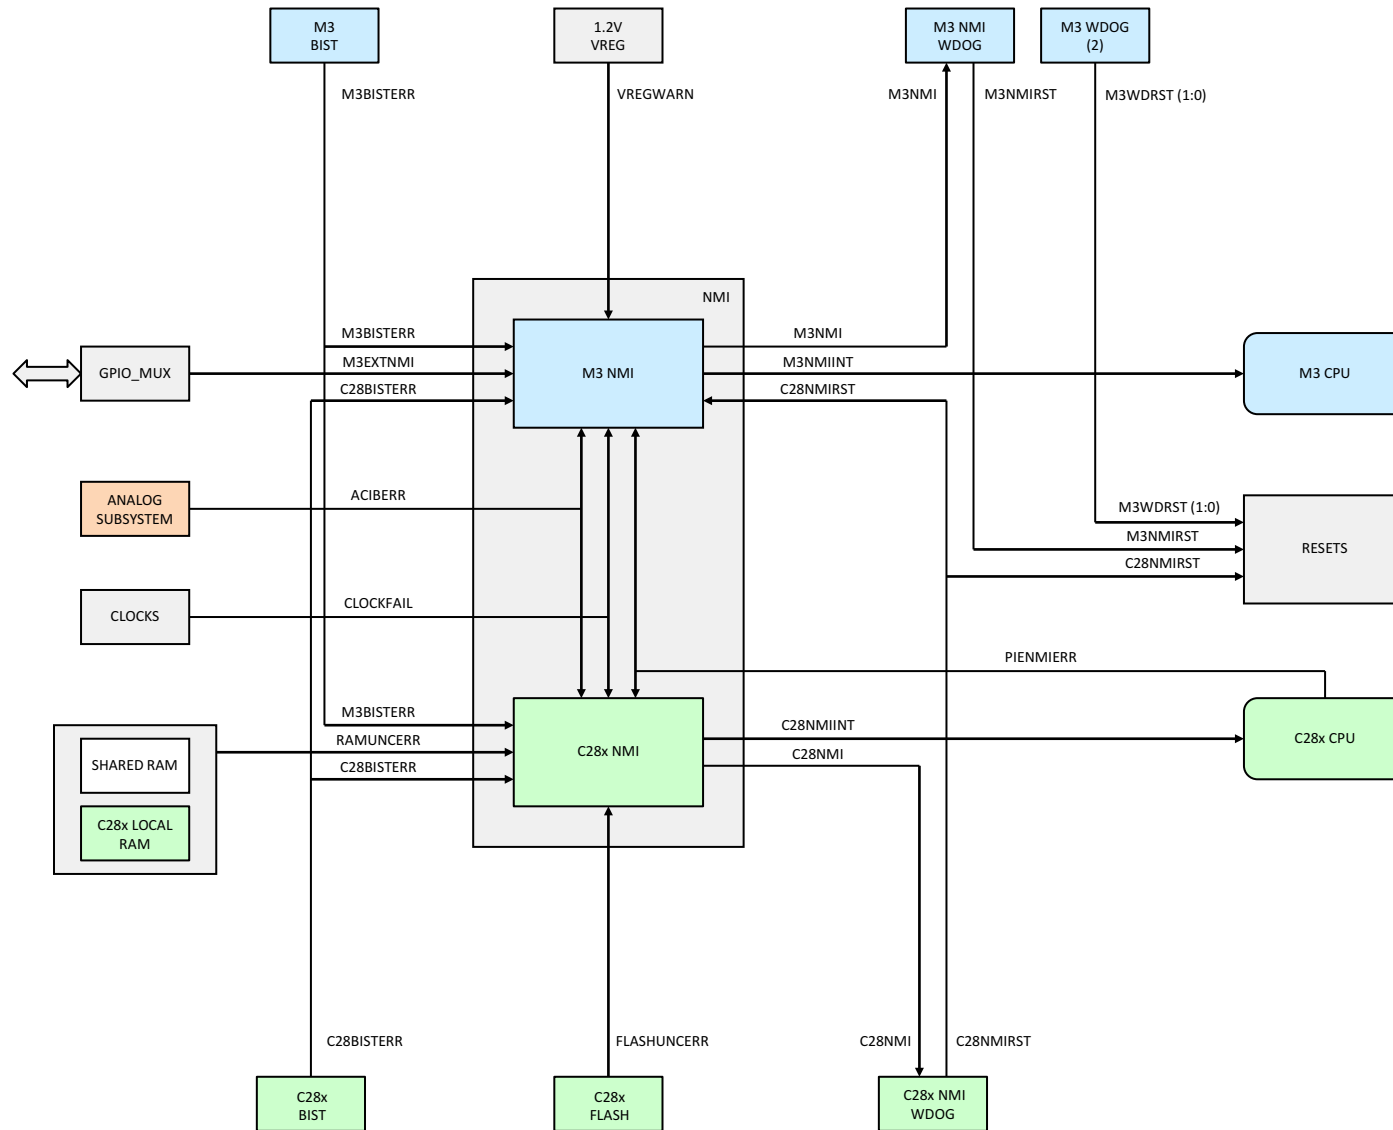 M3
BIST
1.2V
VREG
M3 NMI
WDOG
M3 WDOG
(2)
M3BISTERR
VREGWARN
M3NMI
M3NMIRST
M3WDRST (1:0)
NMI
M3BISTERR
M3NMI
M3EXTNMI
M3NMIINT
GPIO_MUX
M3 NMI
M3 CPU
C28BISTERR
C28NMIRST
ANALOG
SUBSYSTEM
ACIBERR
M3WDRST (1:0)
M3NMIRST
RESETS
C28NMIRST
CLOCKS
CLOCKFAIL
PIENMIERR
M3BISTERR
C28NMIINT
RAMUNCERR
C28x NMI
C28NMI
C28x CPU
SHARED RAM
C28BISTERR
C28x LOCAL
RAM
C28BISTERR
FLASHUNCERR
C28NMI
C28NMIRST
C28x
BIST
C28x
FLASH
C28x NMI
WDOG